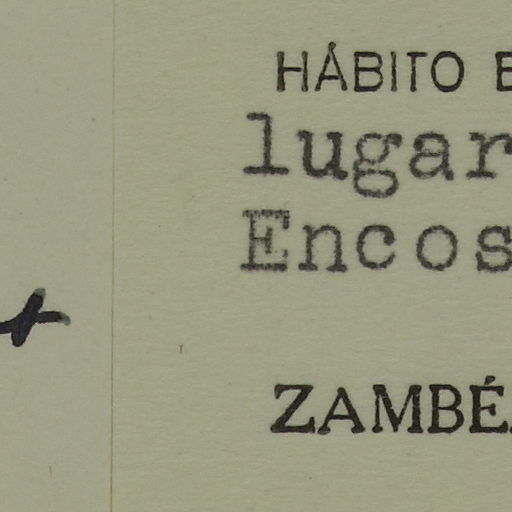 HÁBITO E
lugar
Encos
ZAMBÉ